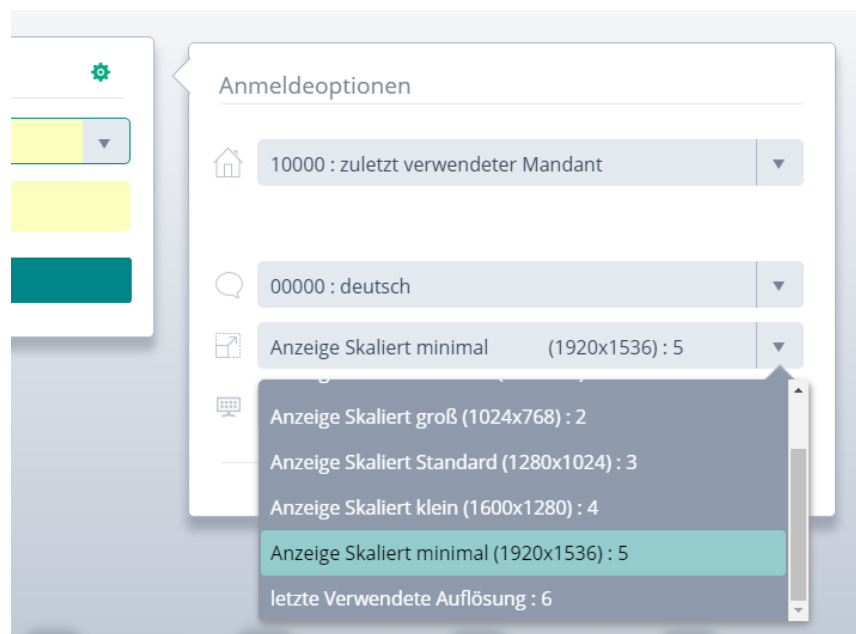 Anmeldeoptionen
10000 : zuletzt verwendeter Mandant
00000 : deutsch
Anzeige Skaliert minimal (1920x1536) : 5
Anzeige Skaliert groß (1024x768) : 2
Anzeige Skaliert Standard (1280x1024) : 3
Anzeige Skaliert klein (1600x1280) : 4
Anzeige Skaliert minimal (1920x1536) : 5
letzte Verwendete Auflösung : 6